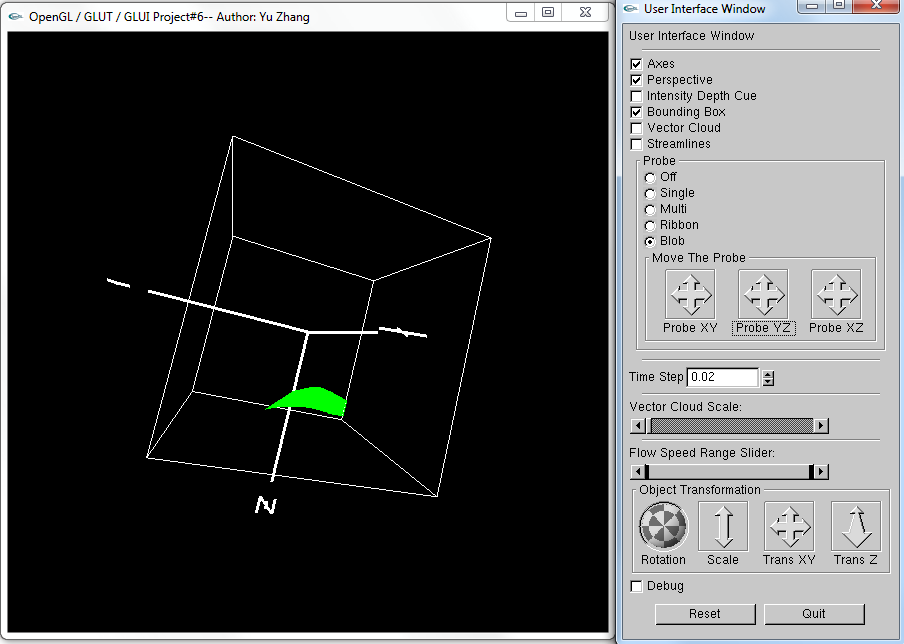 OpenGL / GLUT / GLUI Project#6-- Author: Yu Zhang
User Interface Window
User Interface Window
Axes
Perspective
Intensity Depth Cue
Bounding Box
Vector Cloud
Streamlines
Probe
Off
Single
Multi
Ribbon
Blob
Move The Probe
Probe XY
Probe YZ
Probe XZ
Time Step 0.02
Vector Cloud Scale:
Flow Speed Range Slider:
Object Transformation
Rotation
Scale
Trans XY
Trans Z
Debug
Reset
Quit
Z